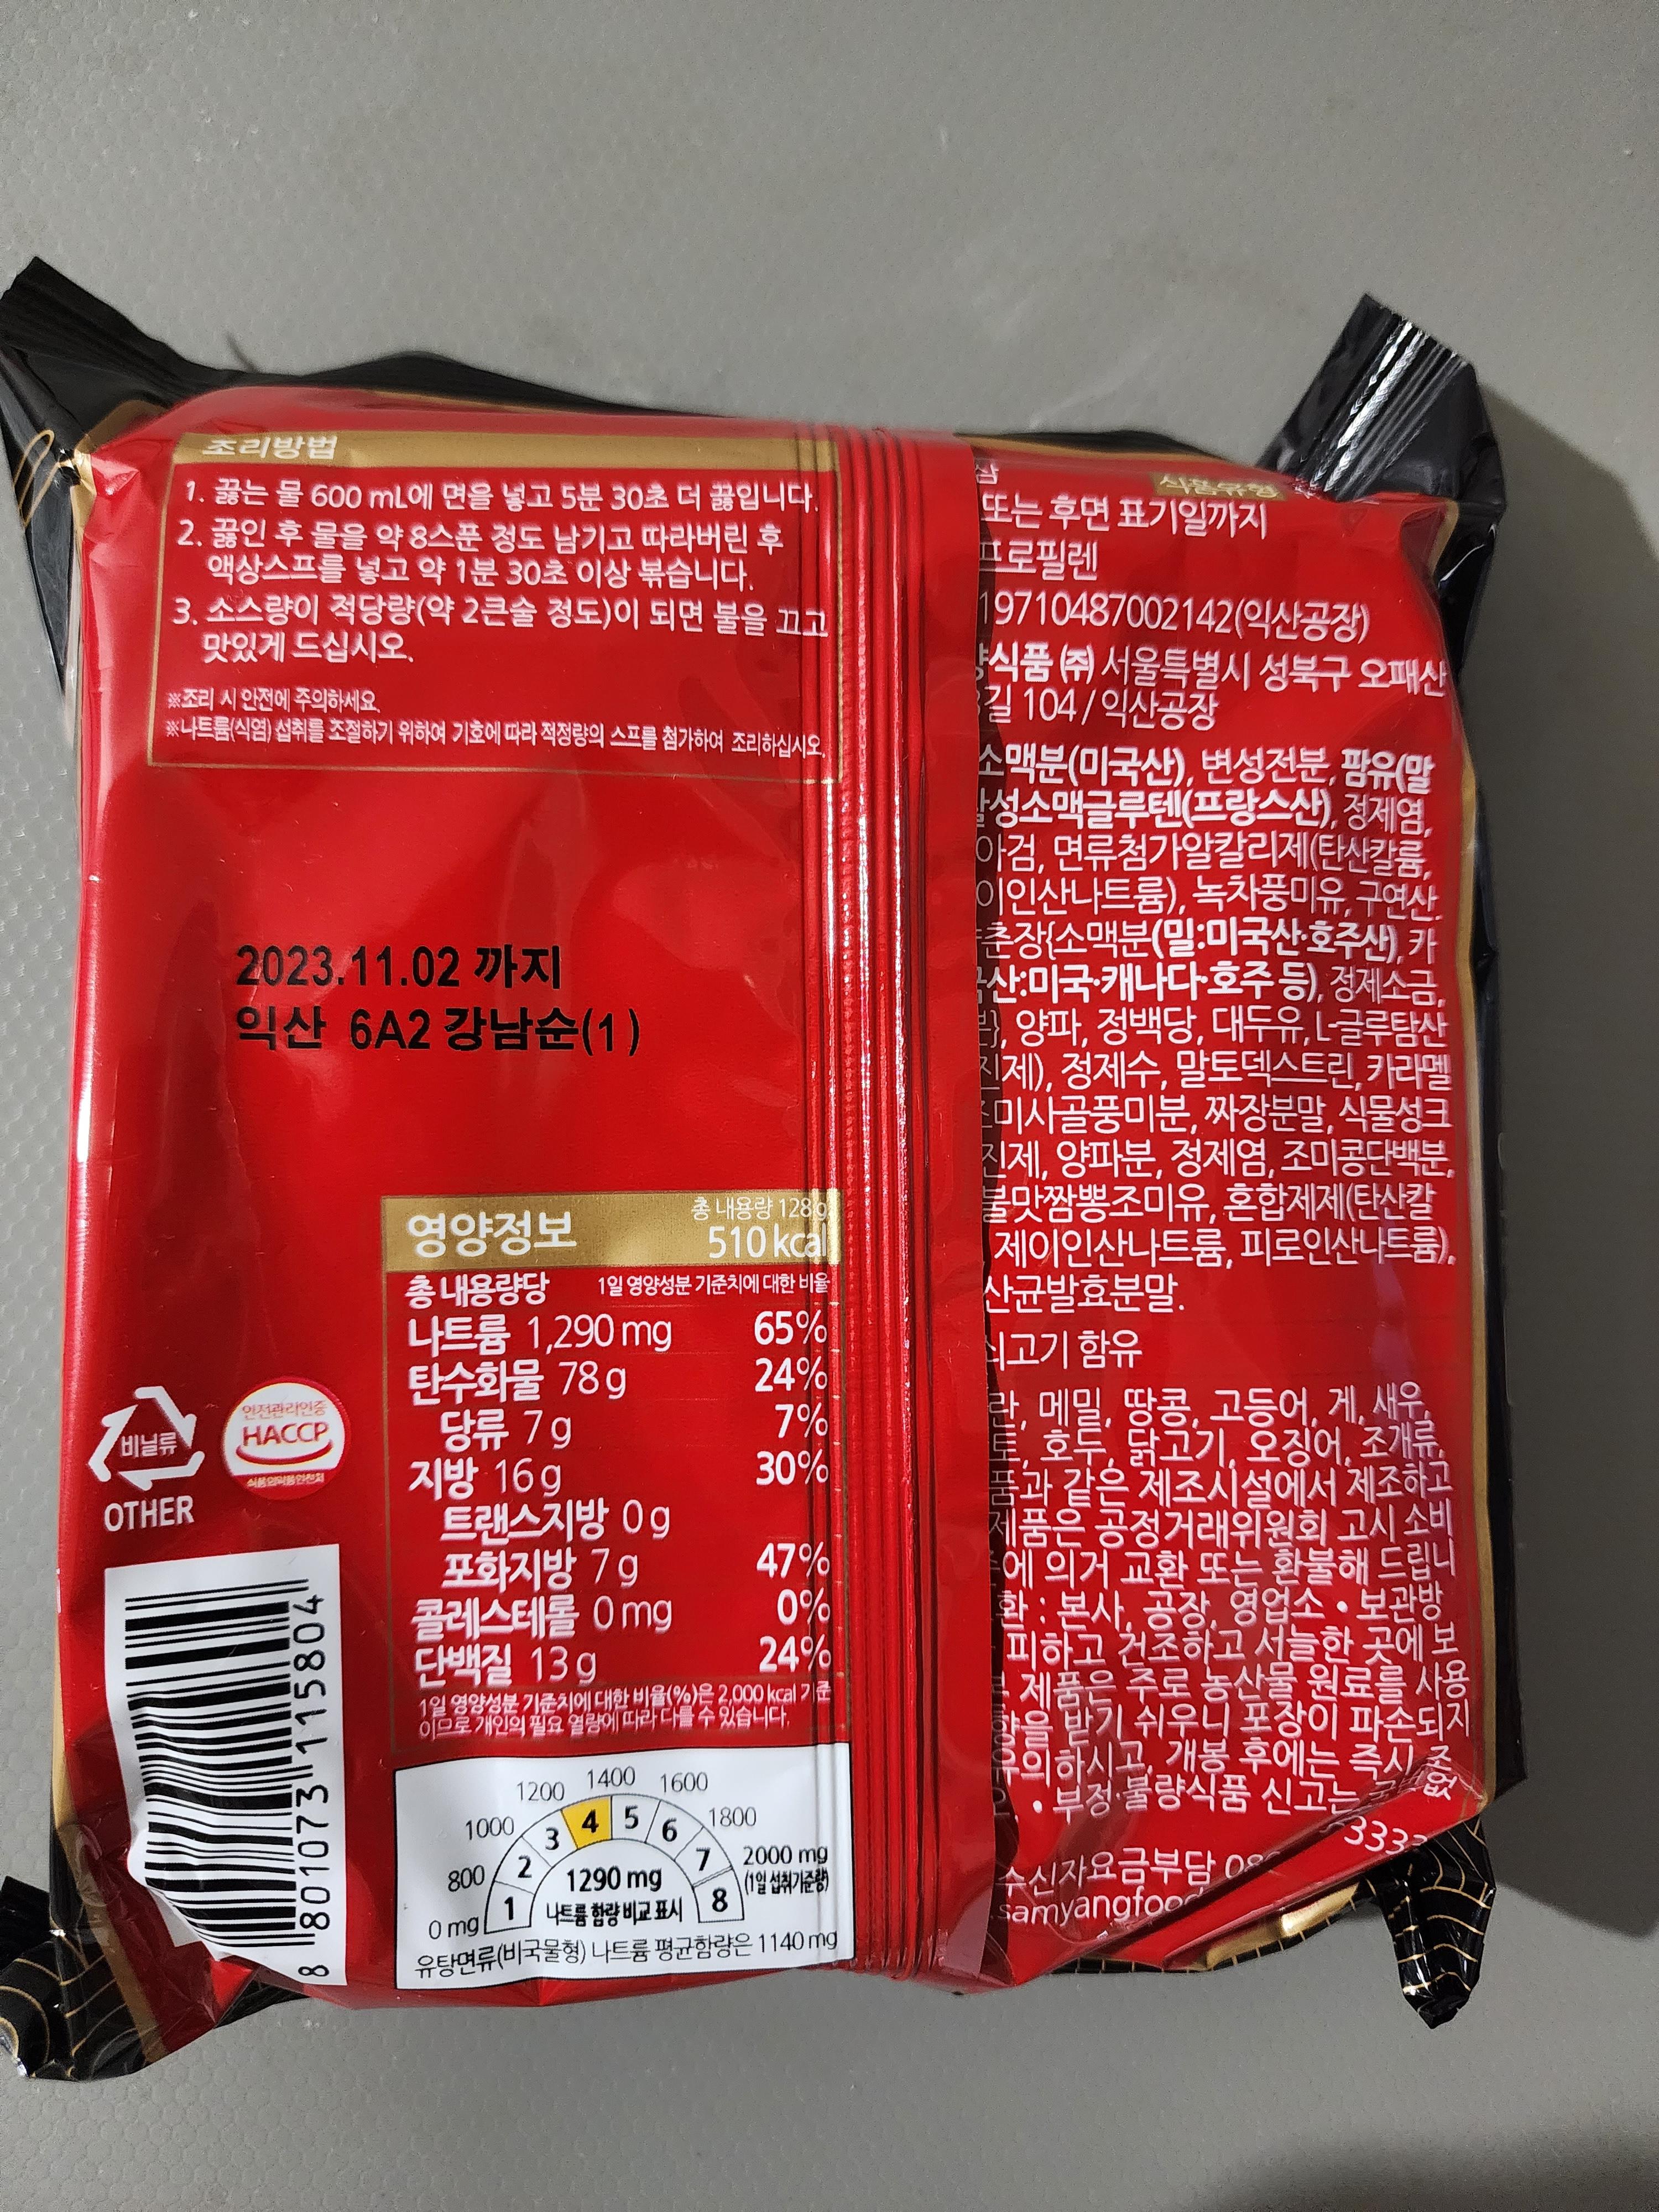 조리방법
1. 끓는 물 600 mL에 면을 넣고 5분 30초 더 끓입니다.
2. 끓인 후 물을 약 8스푼 정도 남기고 따라버린 후
액상스프를 넣고 약 1분 30초 이상 볶습니다.
3. 소스량이 적당량(약 2큰술 정도)이 되면 불을 끄고
맛있게 드십시오.
※조리 시 안전에 주의하세요.
※나트륨(식염) 섭취를 조절하기 위하여 기호에 따라 적정량의 스프를 첨가하여 조리하십시오.
2023.11.02 까지
익산 6A2 강남순(1)
영양정보
총 내용량 128g
510 kcal
총 내용량당 1일 영양성분 기준치에 대한 비율
나트륨 1,290 mg 65%
탄수화물 78 g 24%
당류 7 g 7%
지방 16 g 30%
트랜스지방 0 g
포화지방 7 g 47%
콜레스테롤 0 mg 0%
단백질 13 g 24%
1일 영양성분 기준치에 대한 비율(%)은 2,000 kcal 기준
이므로 개인의 필요 열량에 따라 다를 수 있습니다.
비닐류
OTHER
안전관리인증
HACCP
식품의약품안전처
8 801073 115804
0 mg 800 1000 1200 1400 1600 1800 2000 mg
(1일 섭취기준량)
1 2 3 4 5 6 7 8
1290 mg
나트륨 함량 비교 표시
유탕면류(비국물형) 나트륨 평균함량은 1140 mg
식품유형
또는 후면 표기일까지
프로필렌
19710487002142(익산공장)
식품 ㈜ 서울특별시 성북구 오패산
길 104 / 익산공장
소맥분(미국산), 변성전분, 팜유(말
성소맥글루텐(프랑스산), 정제염,
아검, 면류첨가알칼리제(탄산칼륨,
이인산나트륨), 녹차풍미유, 구연산.
춘장{소맥분(밀:미국산·호주산), 카
산:미국·캐나다·호주 등), 정제소금,
}, 양파, 정백당, 대두유, L-글루탐산
제), 정제수, 말토덱스트린, 카라멜
미사골풍미분, 짜장분말, 식물성크
제, 양파분, 정제염, 조미콩단백분,
불맛짬뽕조미유, 혼합제제(탄산칼
제이인산나트륨, 피로인산나트륨),
산균발효분말.
쇠고기 함유
란, 메밀, 땅콩, 고등어, 게, 새우,
토, 호두, 닭고기, 오징어, 조개류,
품과 같은 제조시설에서 제조하고
제품은 공정거래위원회 고시 소비
에 의거 교환 또는 환불해 드립니
환 : 본사, 공장, 영업소 • 보관방
피하고 건조하고 서늘한 곳에 보
제품은 주로 농산물 원료를 사용
향을 받기 쉬우니 포장이 파손되지
의하시고, 개봉 후에는 즉시 조
• 부정·불량식품 신고는 국번없
수신자요금부담
samyangfood